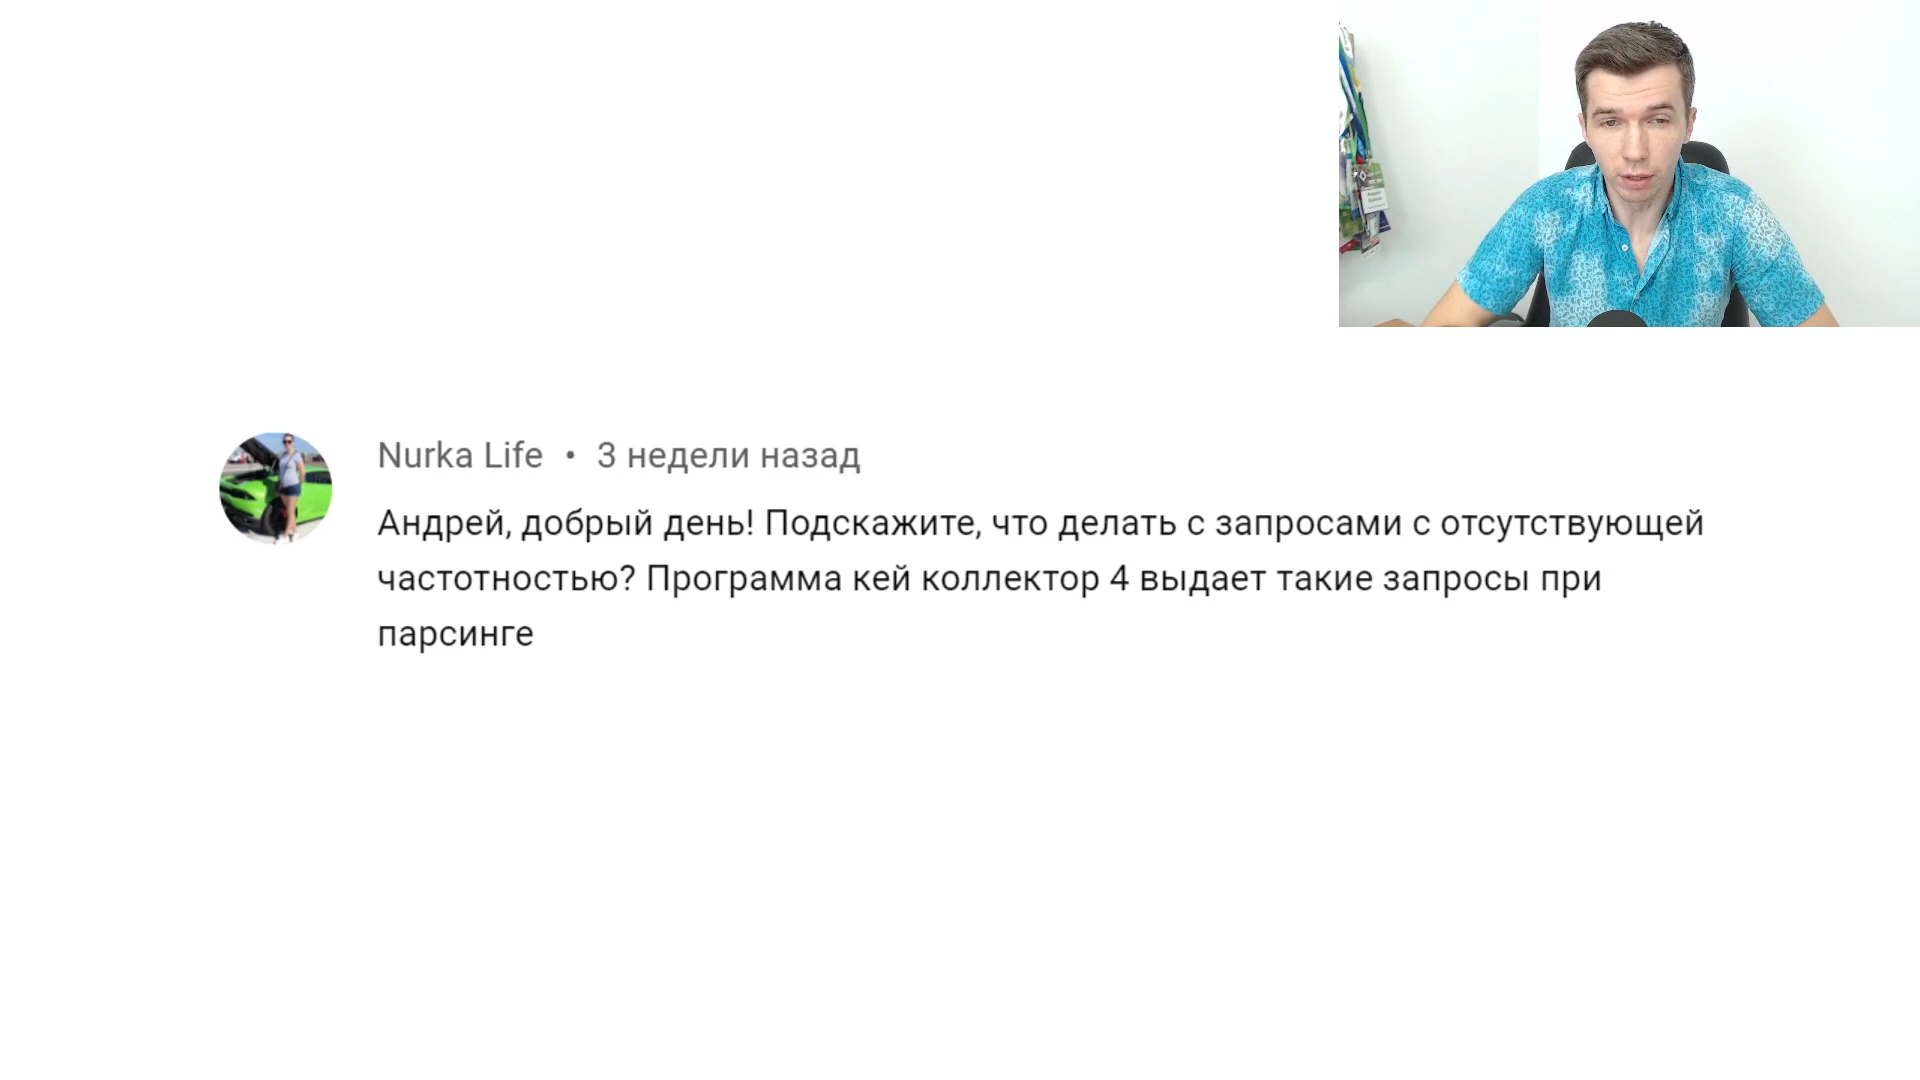 Nurka Life • 3 недели назад
Андрей, добрый день! Подскажите, что делать с запросами с отсутствующей
частотностью? Программа кей коллектор 4 выдает такие запросы при
парсинге